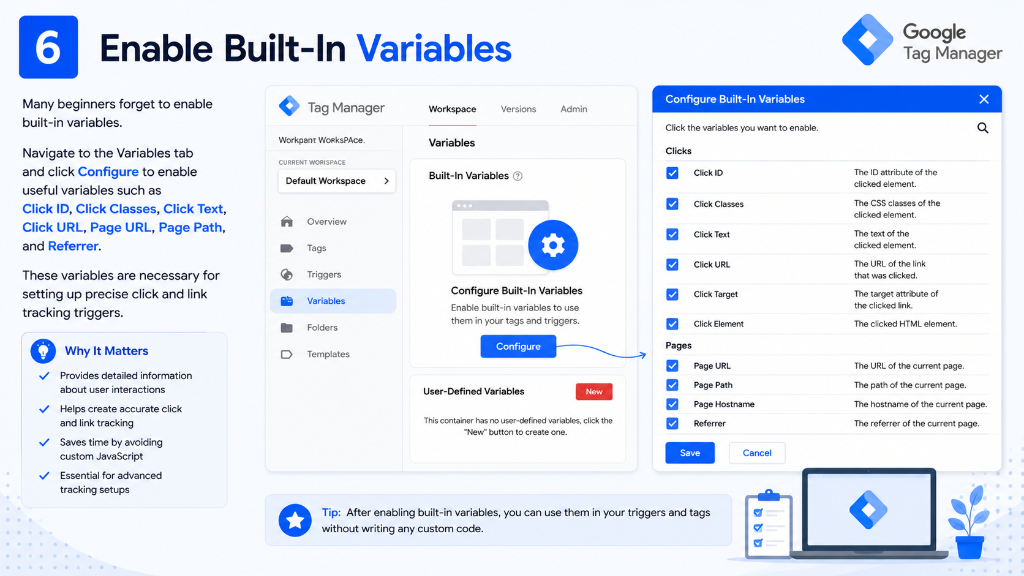 6
Enable Built-In Variables
Google
Tag Manager
Many beginners forget to enable
built-in variables.
Navigate to the Variables tab
and click Configure to enable
useful variables such as
Click ID, Click Classes, Click Text,
Click URL, Page URL, Page Path,
and Referrer.
These variables are necessary for
setting up precise click and link
tracking triggers.
Why It Matters
Provides detailed information
about user interactions
Helps create accurate click
and link tracking
Saves time by avoiding
custom JavaScript
Essential for advanced
tracking setups
Tag Manager
Workspace
Versions
Admin
Workpant WorksPAce.
CURRENT WORKSPACE
Default Workspace
Overview
Tags
Triggers
Variables
Folders
Templates
Variables
Built-In Variables
Configure Built-In Variables
Enable built-in variables to use
them in your tags and triggers.
Configure
User-Defined Variables
New
This container has no user-defined variables, click the
"New" button to create one.
Configure Built-In Variables
Click the variables you want to enable.
Clicks
Click ID
The ID attribute of the
clicked element.
Click Classes
The CSS classes of the
clicked element.
Click Text
The text of the
clicked element.
Click URL
The URL of the link
that was clicked.
Click Target
The target attribute of
the clicked link.
Click Element
The clicked HTML element.
Pages
Page URL
The URL of the current page.
Page Path
The path of the current page.
Page Hostname
The hostname of the current page.
Referrer
The referrer of the current page.
Save
Cancel
Tip: After enabling built-in variables, you can use them in your triggers and tags
without writing any custom code.